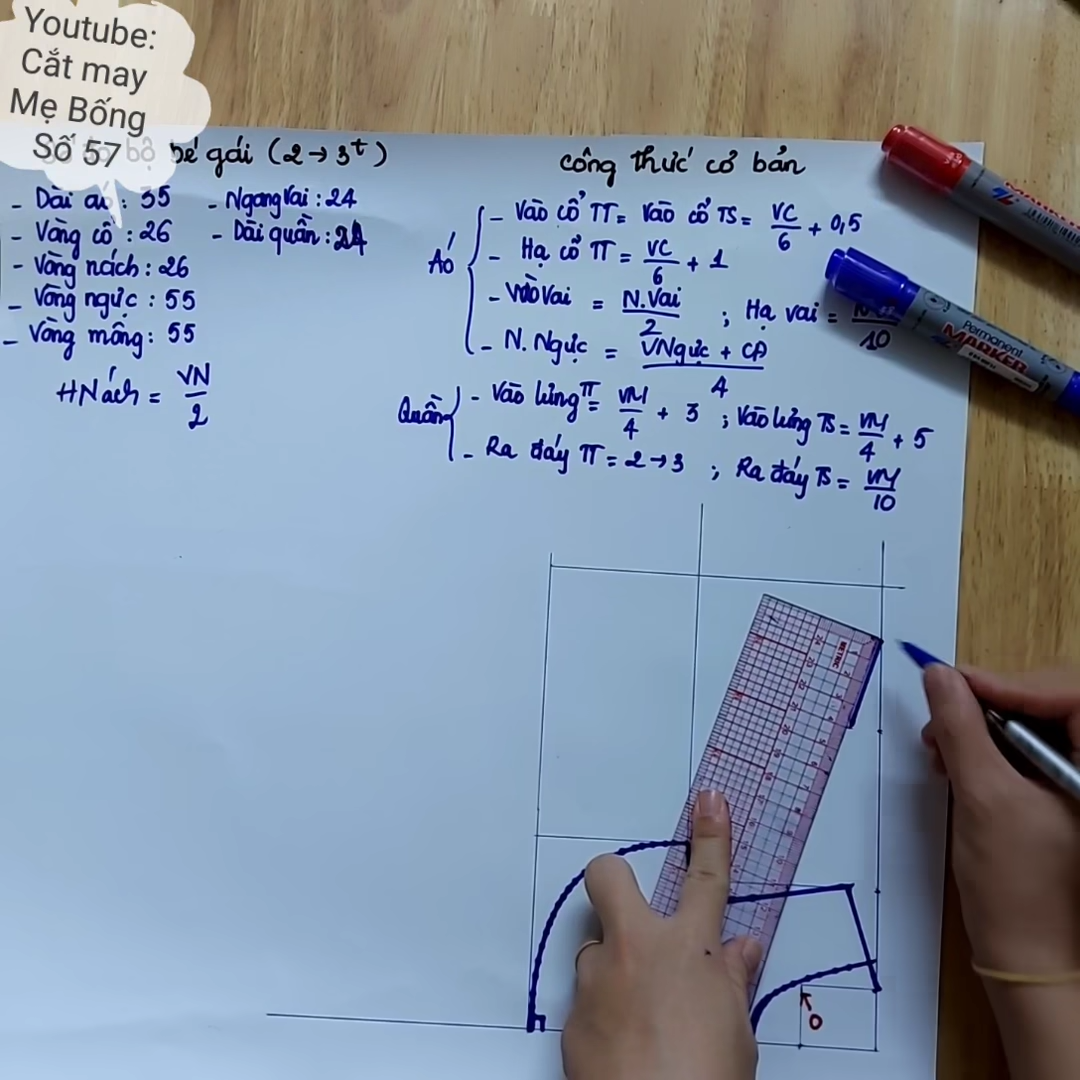 Youtube:
Cắt may
Mẹ Bống
Số 57
bộ bé gái (2→3t)
- Dài áo: 35
- Vòng cổ: 26
- Vòng nách: 26
- Vòng ngực: 55
- Vòng mông: 55
HNách = VN/2
- Ngang vai: 24
- Dài quần: 24
công thức cơ bản
Áo
- Vào cổ TT = Vào cổ TS = VC/6 + 0,5
- Hạ cổ TT = VC/6 + 1
- Vào Vai = N.Vai/2 ; Hạ vai = /10
- N. Ngực = VNgực + CĐ/4
Quần
- Vào lưng TT = VM/4 + 3 ; Vào lưng TS = VM/4 + 5
- Ra đáy TT = 2→3 ; Ra đáy TS = VM/10
METRIC
Permanent
MARKER
O